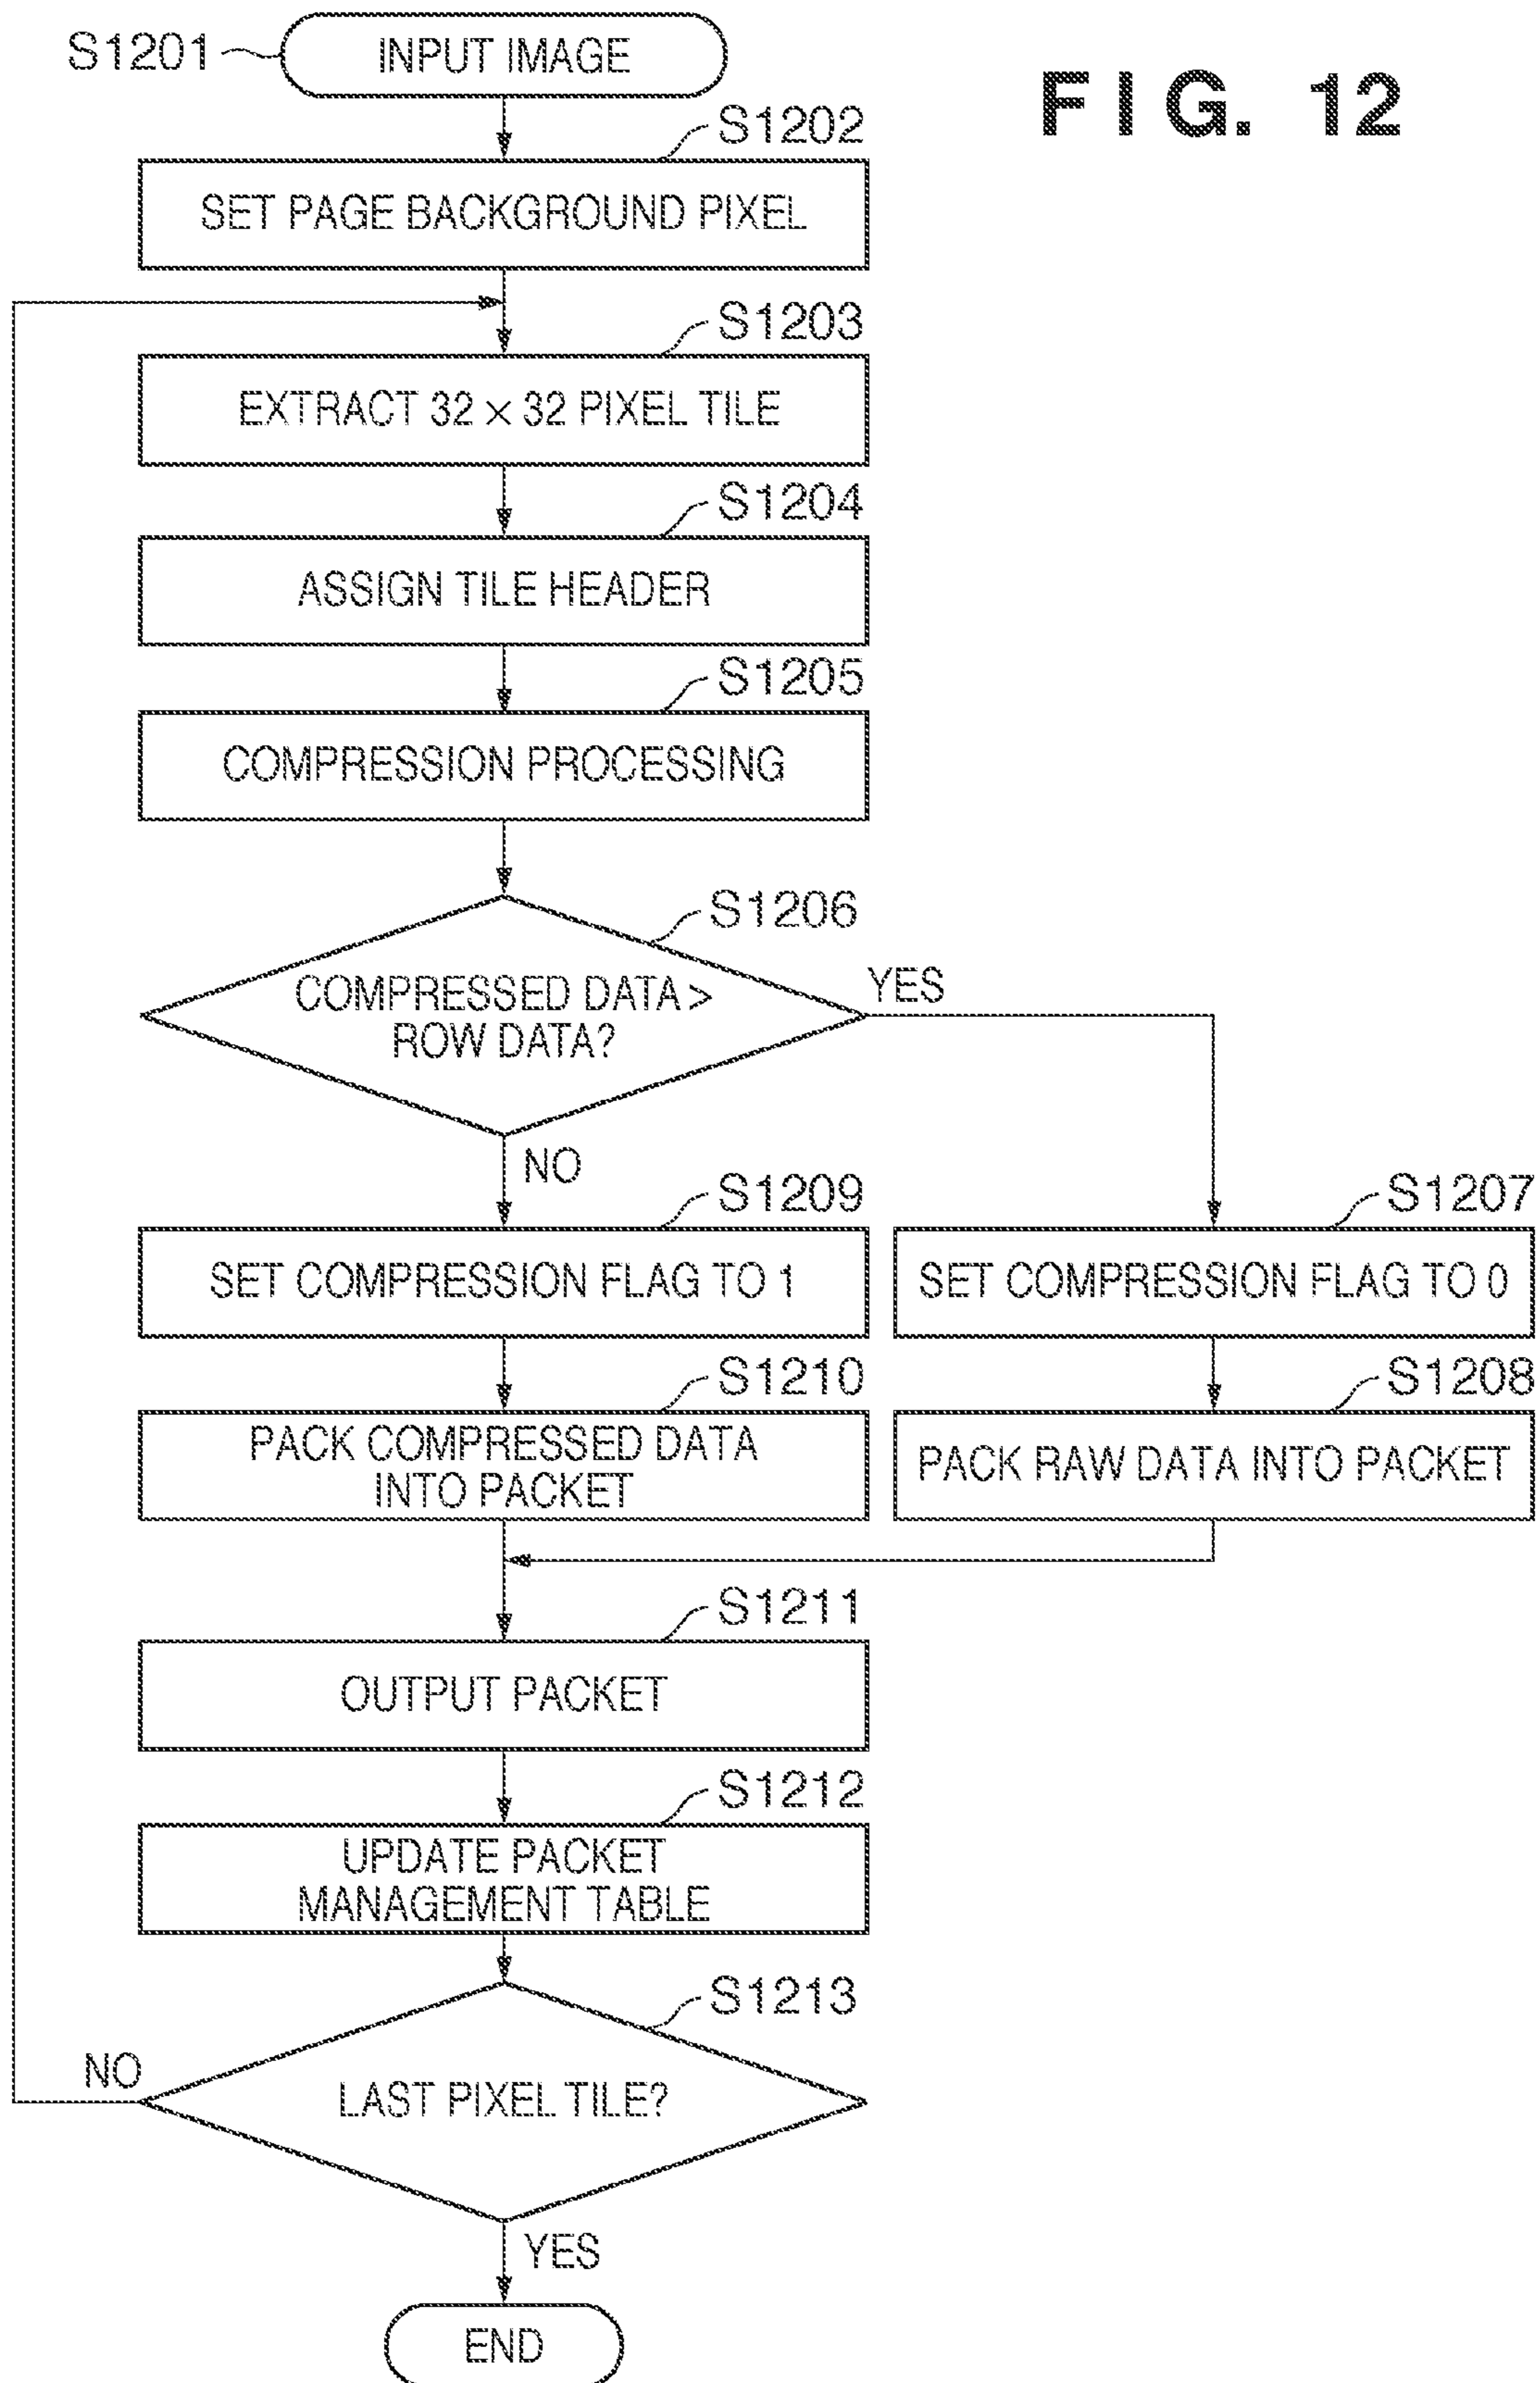 S1201
INPUT IMAGE
FIG. 12
S1202
SET PAGE BACKGROUND PIXEL
S1203
EXTRACT 32 × 32 PIXEL TILE
S1204
ASSIGN TILE HEADER
S1205
COMPRESSION PROCESSING
S1206
COMPRESSED DATA >
ROW DATA?
YES
NO
S1209
SET COMPRESSION FLAG TO 1
S1207
SET COMPRESSION FLAG TO 0
S1210
PACK COMPRESSED DATA
INTO PACKET
S1208
PACK RAW DATA INTO PACKET
S1211
OUTPUT PACKET
S1212
UPDATE PACKET
MANAGEMENT TABLE
S1213
LAST PIXEL TILE?
NO
YES
END